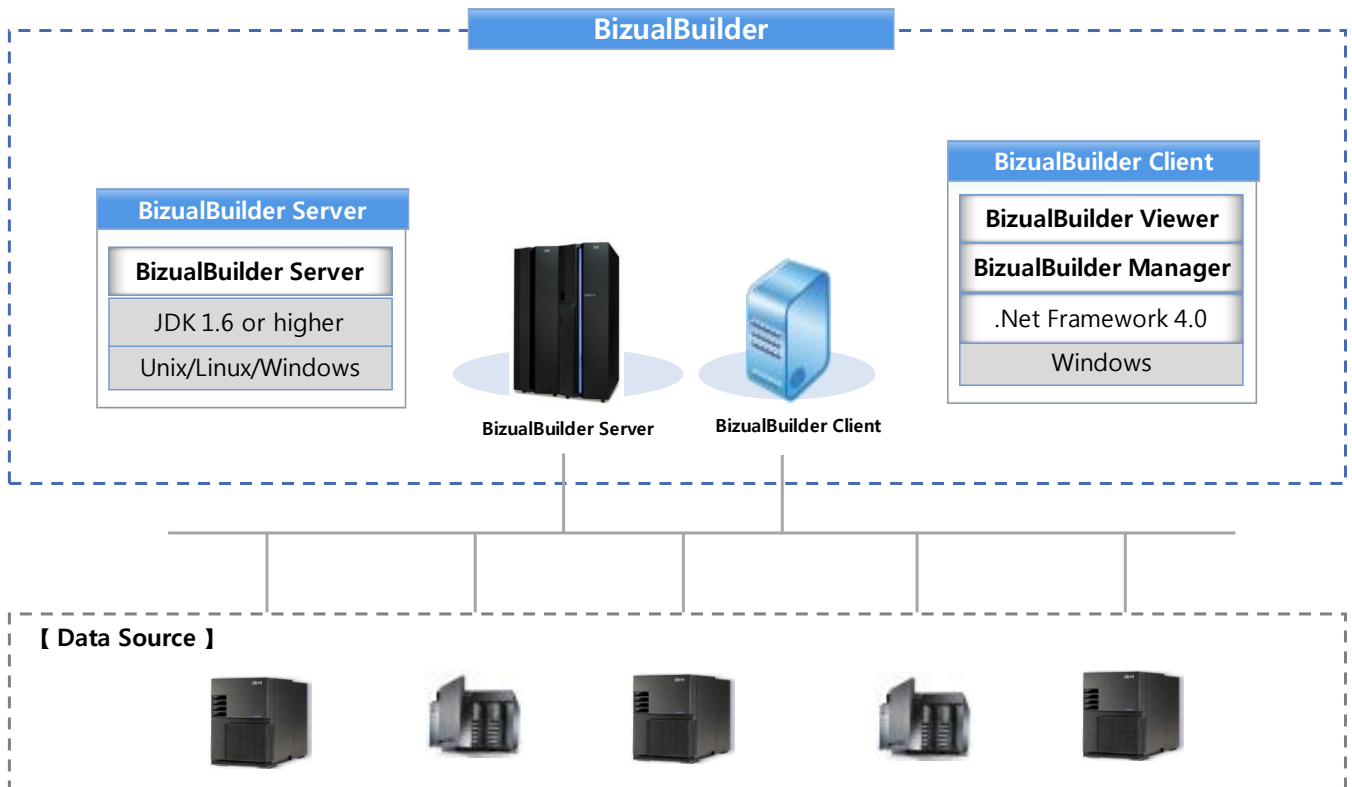 BizualBuilder
BizualBuilder Server
BizualBuilder Server
JDK 1.6 or higher
Unix/Linux/Windows
BizualBuilder Server
BizualBuilder Client
BizualBuilder Client
BizualBuilder Viewer
BizualBuilder Manager
.Net Framework 4.0
Windows
【 Data Source 】